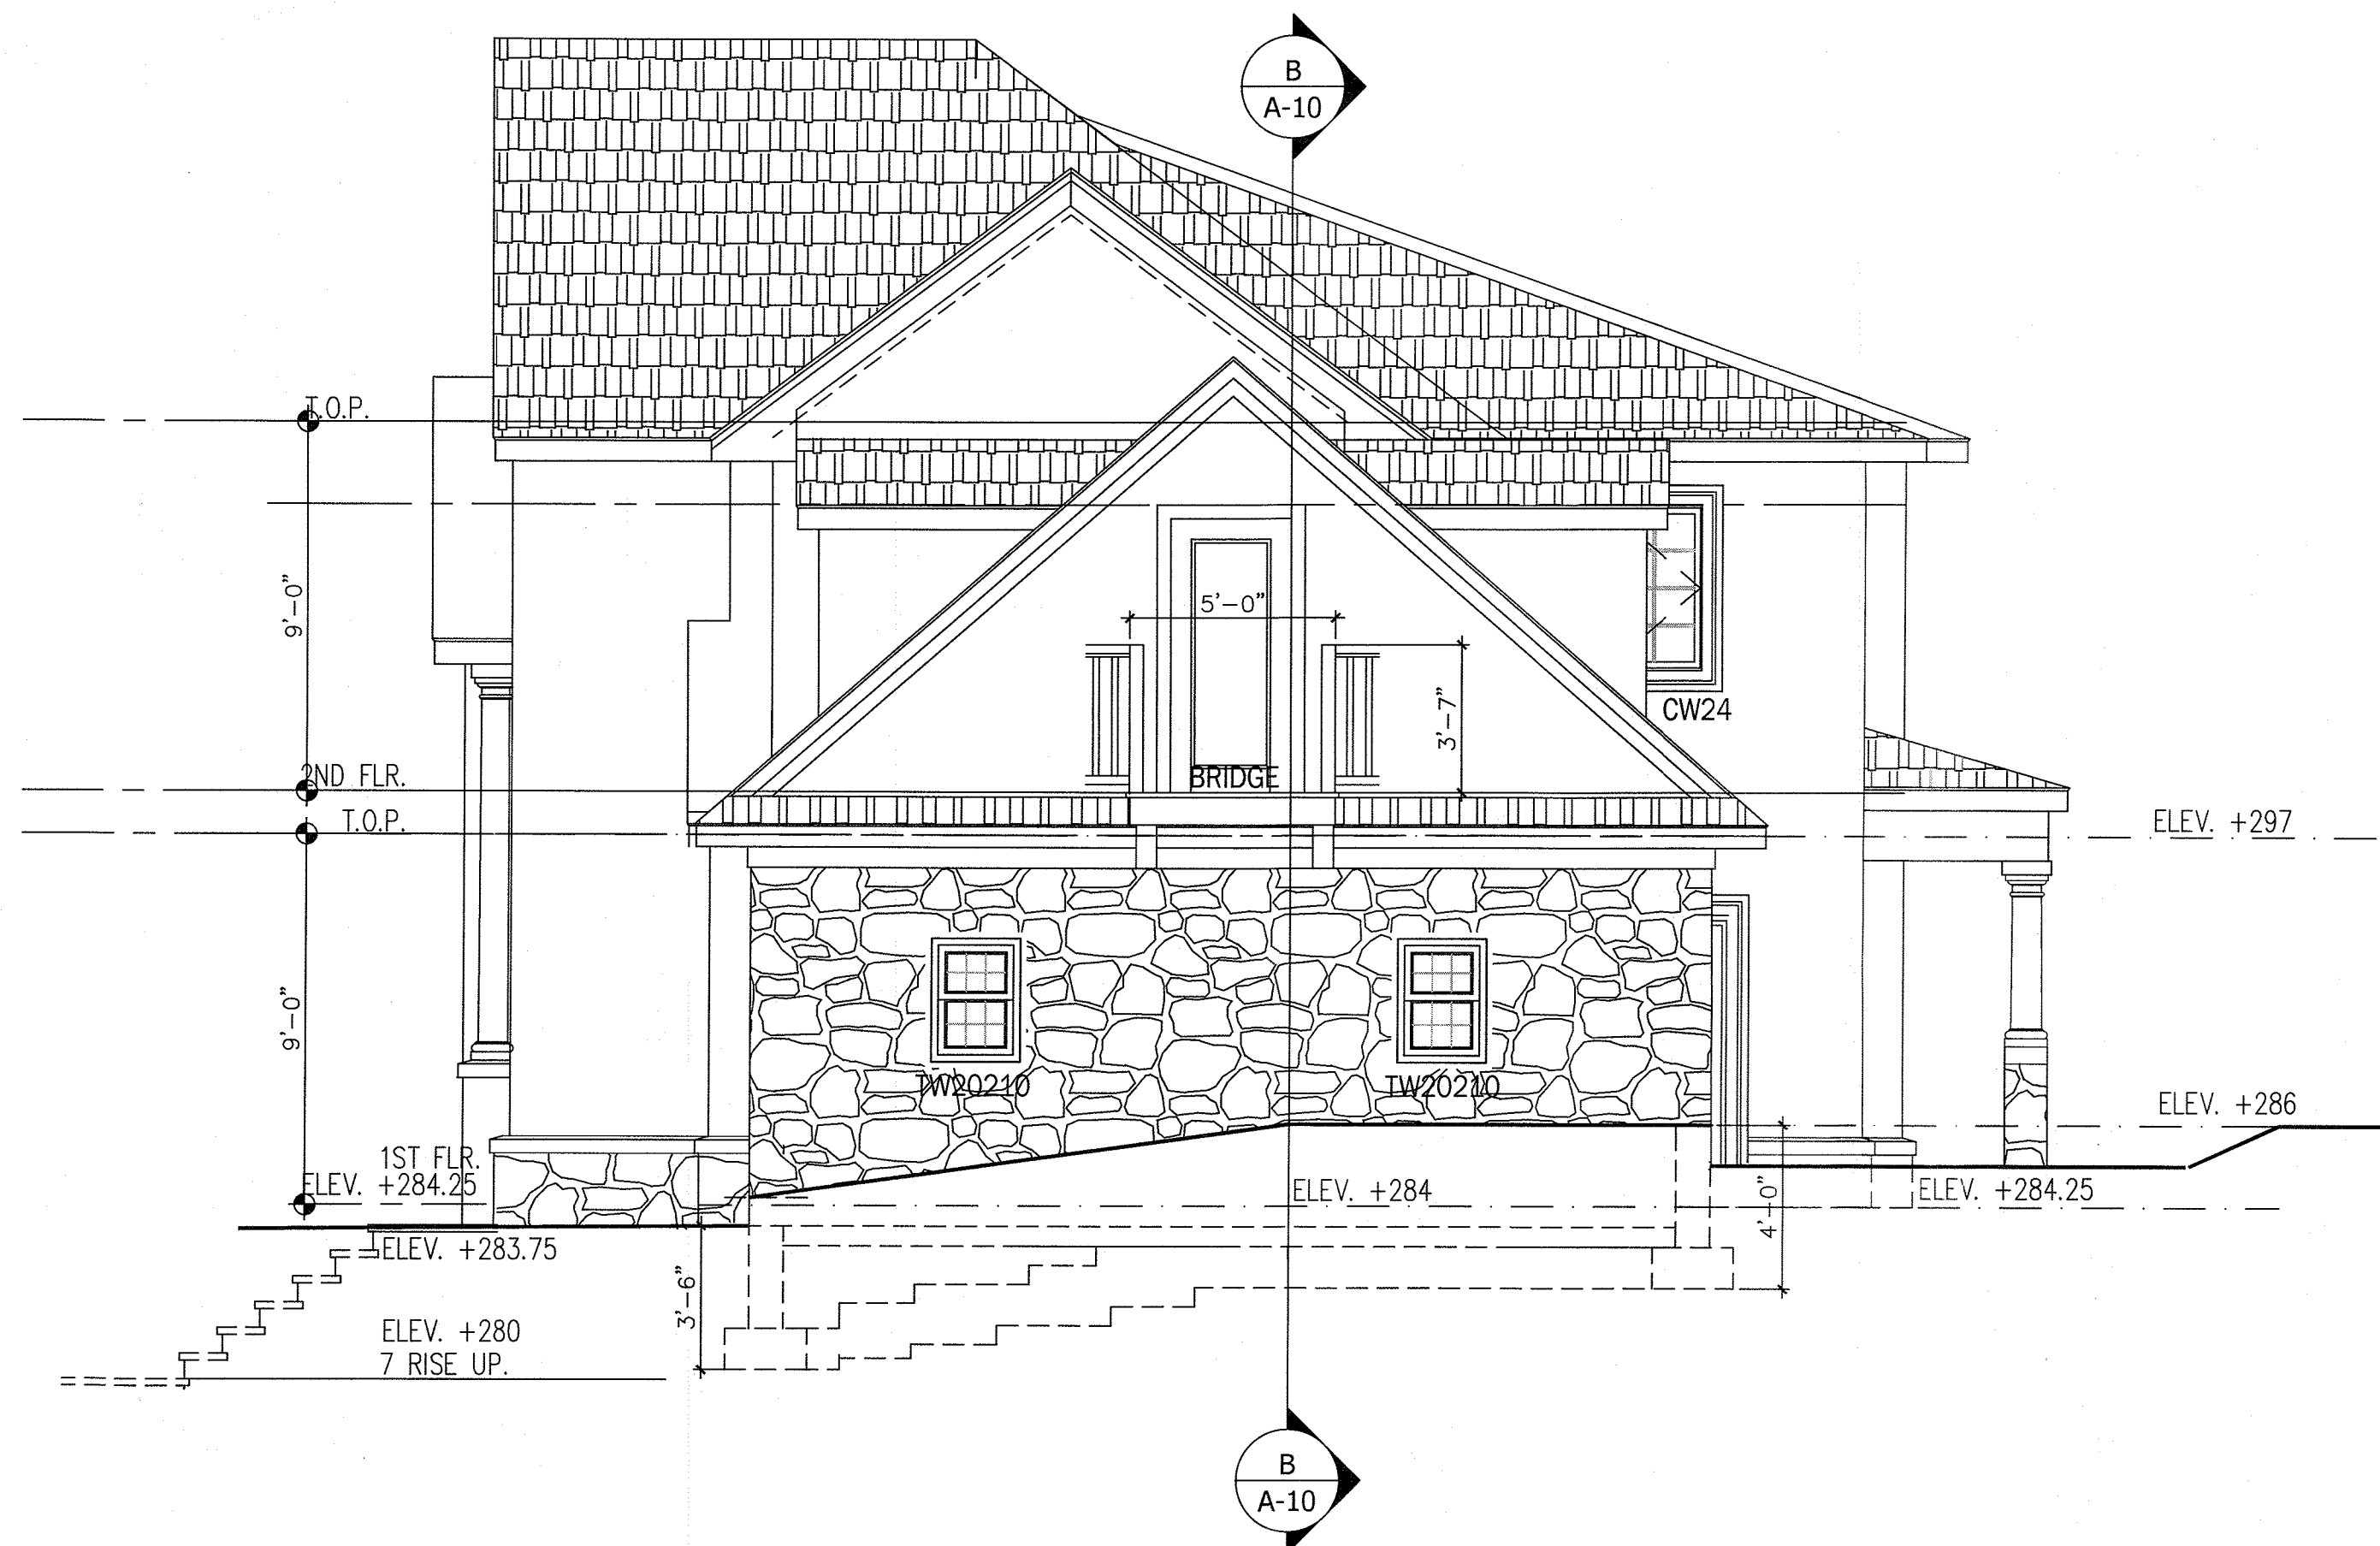 B
A-10
T.O.P.
9'-0"
5'-0"
3'-7"
CW24
BRIDGE
2ND FLR.
T.O.P.
ELEV. +297
9'-0"
TW20210
TW20210
ELEV. +286
1ST FLR.
ELEV. +284.25
ELEV. +284
ELEV. +284.25
4'-0"
ELEV. +283.75
3'-6"
ELEV. +280
7 RISE UP.
B
A-10